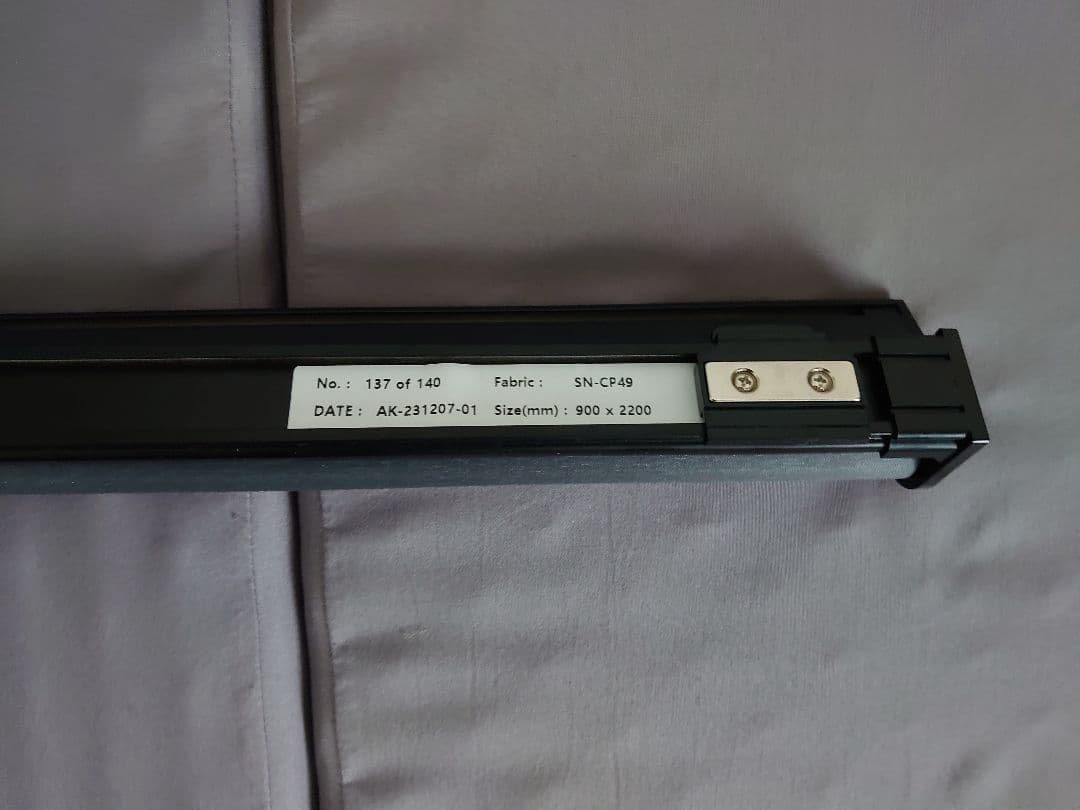 No. : 137 of 140 Fabric : SN-CP49
DATE : AK-231207-01 Size(mm) : 900 x 2200